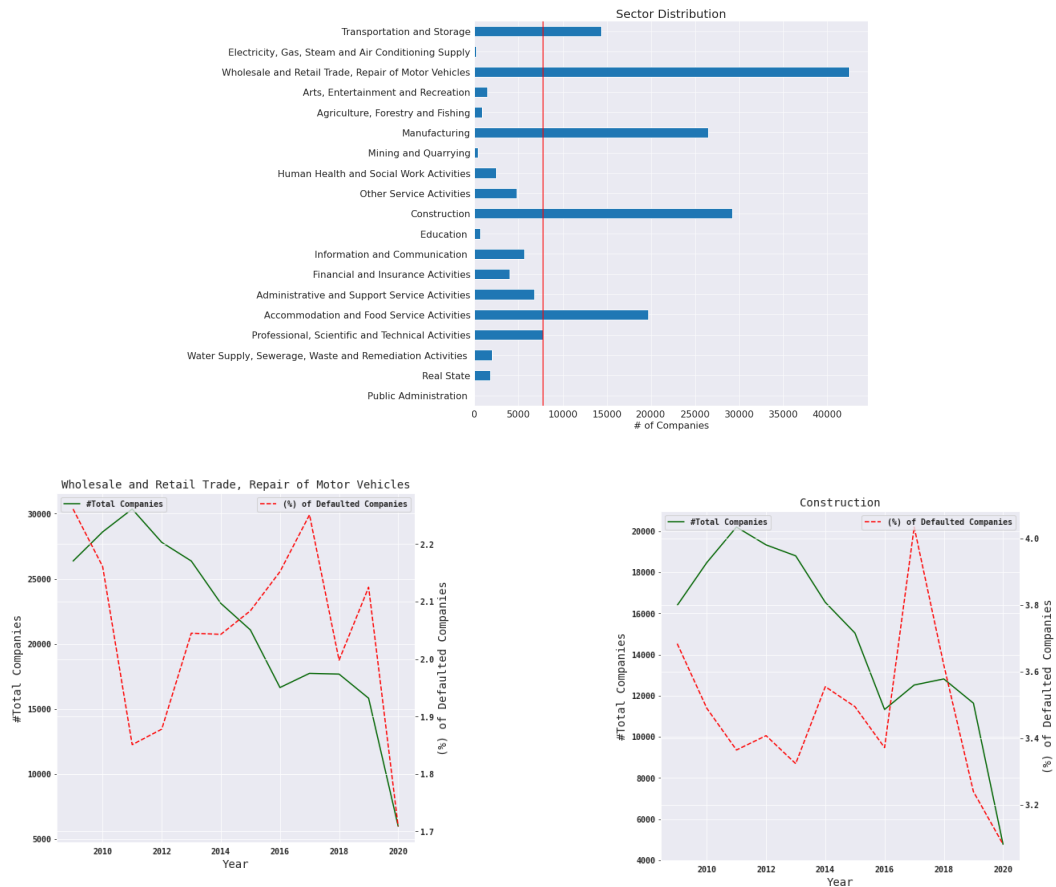 Sector Distribution
Transportation and Storage
Electricity, Gas, Steam and Air Conditioning Supply
Wholesale and Retail Trade, Repair of Motor Vehicles
Arts, Entertainment and Recreation
Agriculture, Forestry and Fishing
Manufacturing
Mining and Quarrying
Human Health and Social Work Activities
Other Service Activities
Construction
Education
Information and Communication
Financial and Insurance Activities
Administrative and Support Service Activities
Accommodation and Food Service Activities
Professional, Scientific and Technical Activities
Water Supply, Sewerage, Waste and Remediation Activities
Real State
Public Administration
0 5000 10000 15000 20000 25000 30000 35000 40000
# of Companies
Wholesale and Retail Trade, Repair of Motor Vehicles
#Total Companies
(%) of Defaulted Companies
30000
25000
20000
15000
10000
5000
#Total Companies
2.2
2.1
2.0
1.9
1.8
1.7
(%) of Defaulted Companies
2010 2012 2014 2016 2018 2020
Year
Construction
#Total Companies
(%) of Defaulted Companies
20000
18000
16000
14000
12000
10000
8000
6000
4000
#Total Companies
4.0
3.8
3.6
3.4
3.2
(%) of Defaulted Companies
2010 2012 2014 2016 2018 2020
Year